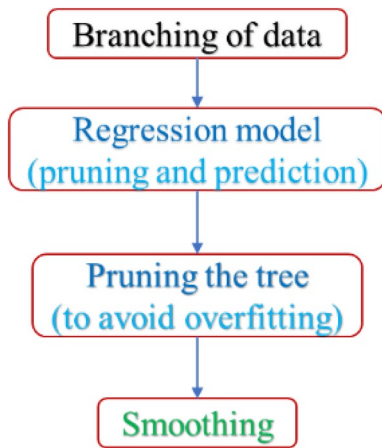 Branching of data
Regression model
(pruning and prediction)
Pruning the tree
(to avoid overfitting)
Smoothing